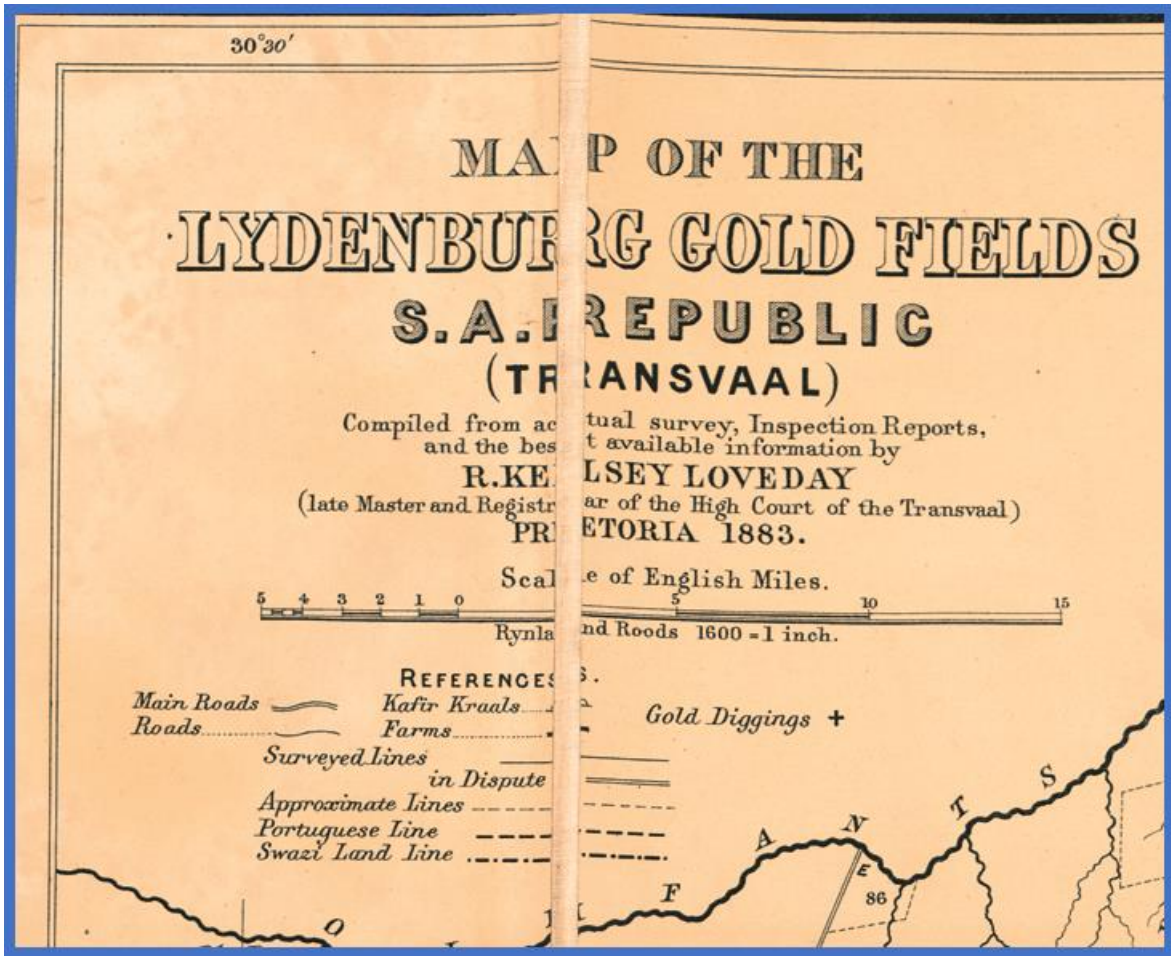 30°30′
MAP OF THE
LYDENBURG GOLD FIELDS
S.A. REPUBLIC
(TRANSVAAL)
Compiled from actual survey, Inspection Reports,
and the best available information by
R.KELSEY LOVEDAY
(late Master and Registrar of the High Court of the Transvaal)
PRETORIA 1883.
Scale of English Miles.
5 4 3 2 1 0 5 10 15
Rynland Roods 1600 = 1 inch.
REFERENCES.
Main Roads Kafir Kraals Gold Diggings +
Roads Farms
Surveyed Lines
in Dispute
Approximate Lines
Portuguese Line
Swazi Land Line
O F A N T S
E
86